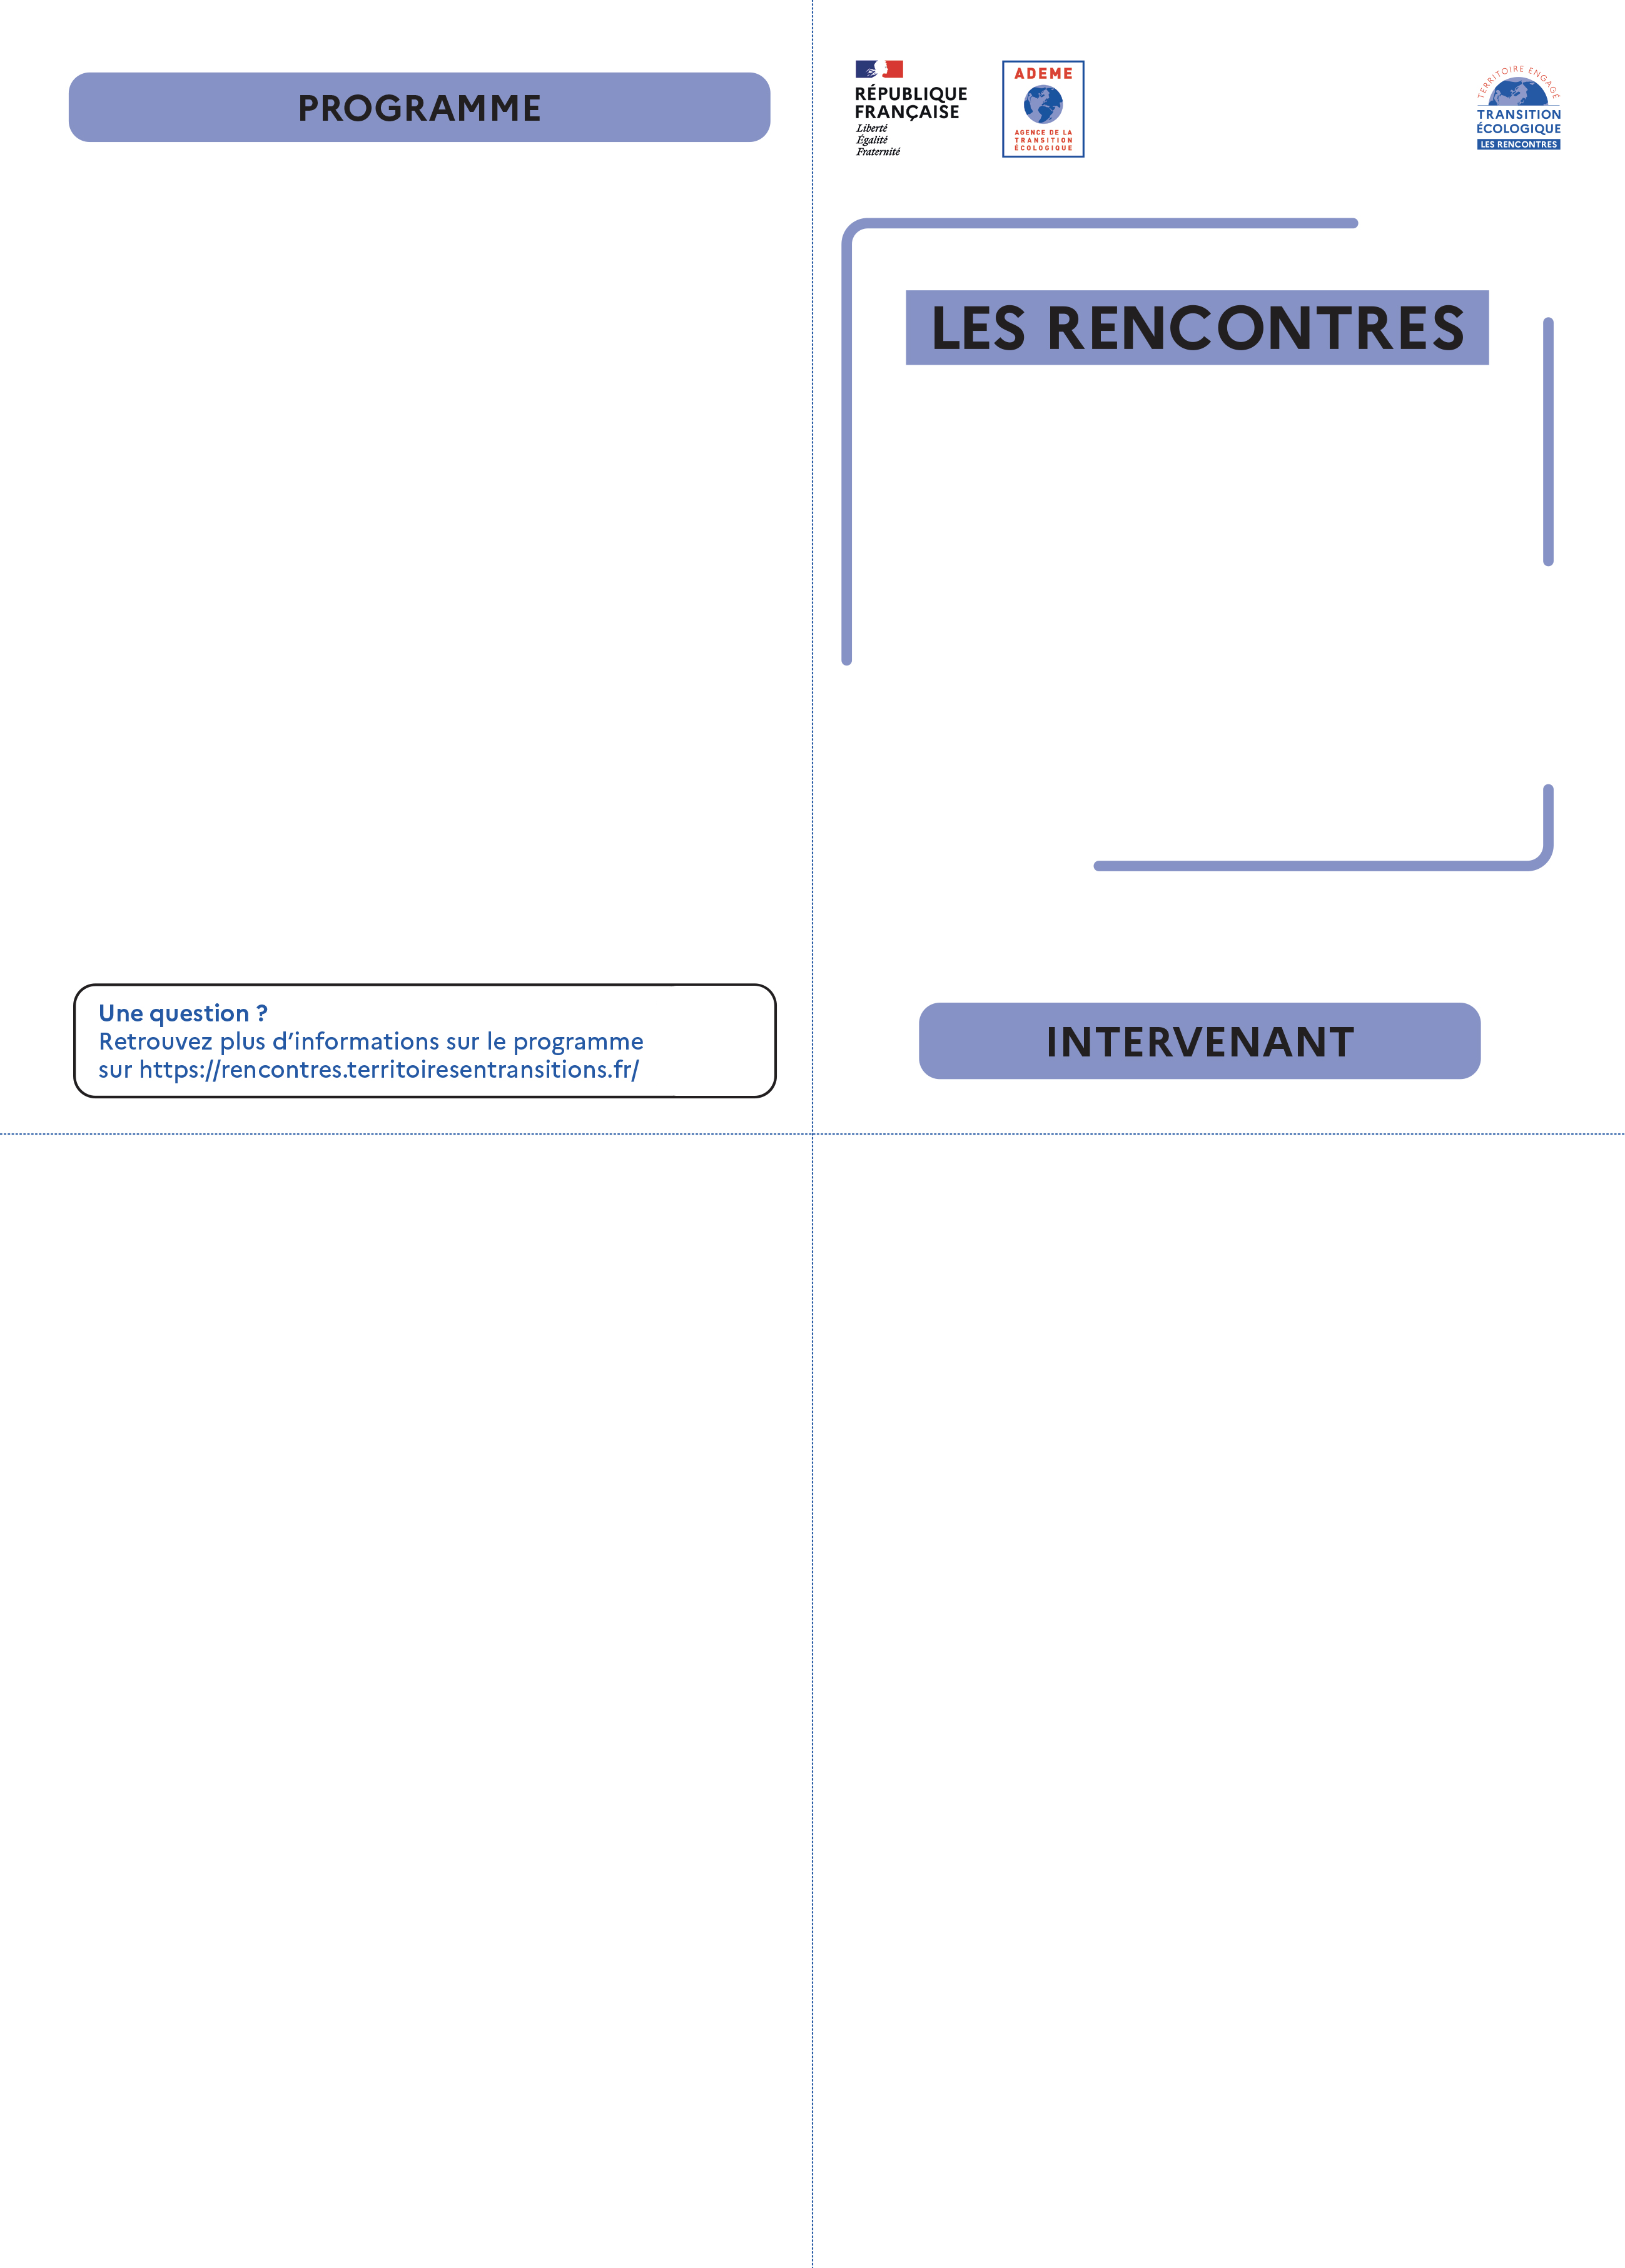 PROGRAMME
Une question ?
Retrouvez plus d’informations sur le programme
sur https://rencontres.territoiresentransitions.fr/
RÉPUBLIQUE
FRANÇAISE
Liberté
Égalité
Fraternité
ADEME
AGENCE DE LA
TRANSITION
ÉCOLOGIQUE
TERRITOIRE ENGAGÉ
TRANSITION
ÉCOLOGIQUE
LES RENCONTRES
LES RENCONTRES
INTERVENANT